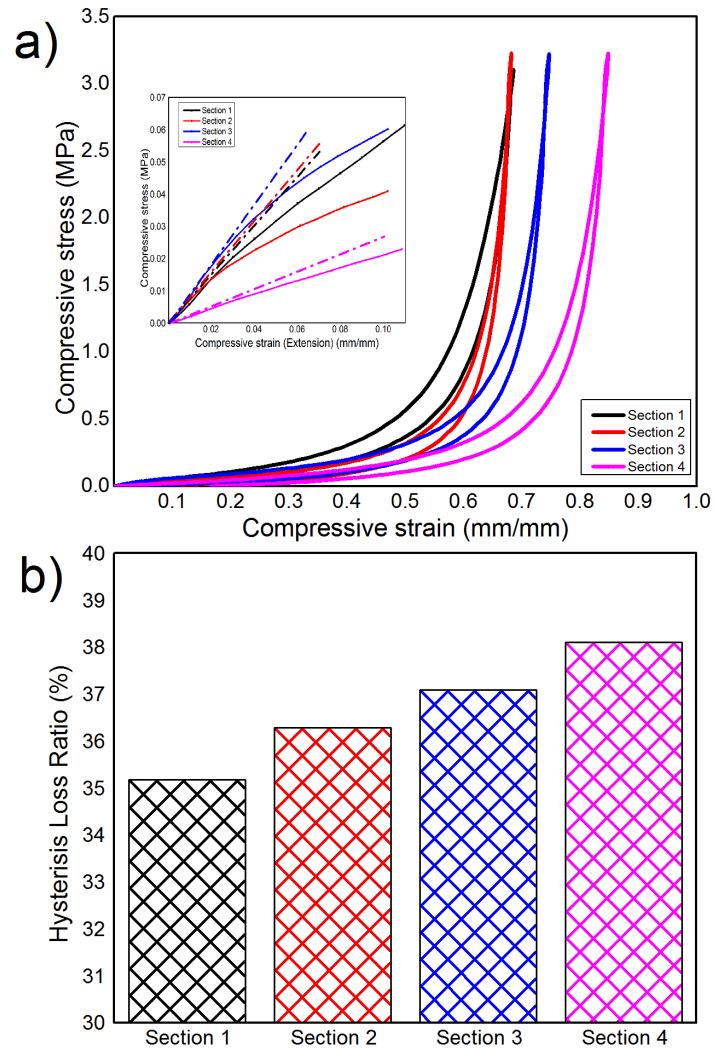 a)
3.5
3.0
2.5
2.0
1.5
1.0
0.5
0.0
Compressive stress (MPa)
0.1 0.2 0.3 0.4 0.5 0.6 0.7 0.8 0.9 1.0
Compressive strain (mm/mm)
Section 1
Section 2
Section 3
Section 4
0.07
0.06
0.05
0.04
0.03
0.02
0.01
0.00
Compressive stress (MPa)
0.02 0.04 0.06 0.08 0.10
Compressive strain (Extension) (mm/mm)
Section 1
Section 2
Section 3
Section 4
b)
40
39
38
37
36
35
34
33
32
31
30
Hysterisis Loss Ratio (%)
Section 1 Section 2 Section 3 Section 4